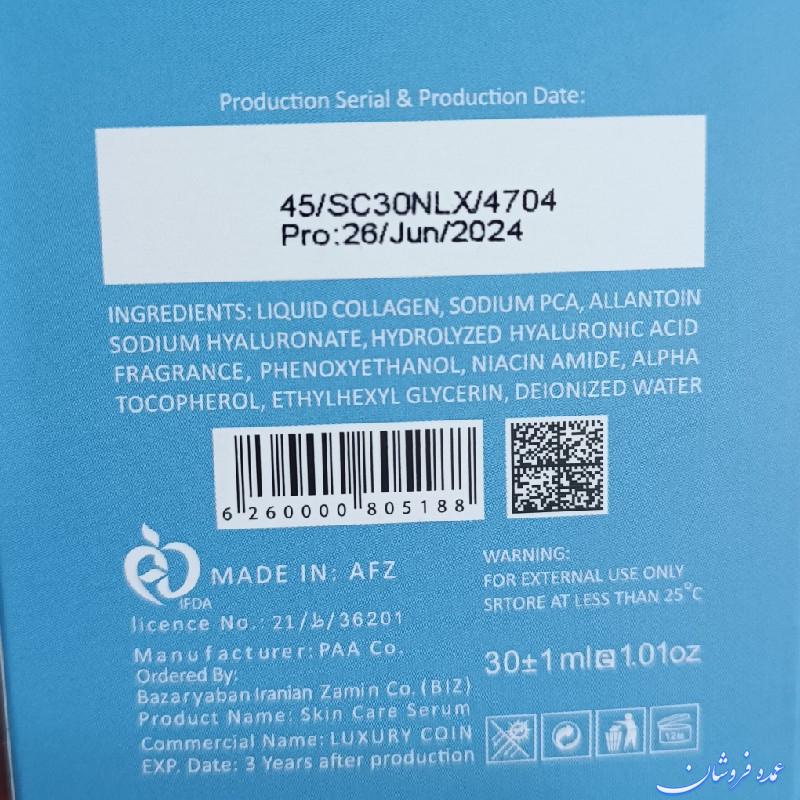 Production Serial & Production Date:
45/SC30NLX/4704
Pro:26/Jun/2024
INGREDIENTS: LIQUID COLLAGEN, SODIUM PCA, ALLANTOIN
SODIUM HYALURONATE, HYDROLYZED HYALURONIC ACID
FRAGRANCE, PHENOXYETHANOL, NIACIN AMIDE, ALPHA
TOCOPHEROL, ETHYLHEXYL GLYCERIN, DEIONIZED WATER
6 260000 805188
IFDA
MADE IN: AFZ
licence No.: 21/ظ/36201
Manufacturer: PAA Co.
Ordered By:
Bazaryaban Iranian Zamin Co. (BIZ)
Product Name: Skin Care Serum
Commercial Name: LUXURY COIN
EXP. Date: 3 Years after production
WARNING:
FOR EXTERNAL USE ONLY
SRTORE AT LESS THAN 25°C
30±1 ml e 1.01oz
12M
عمده فروشان